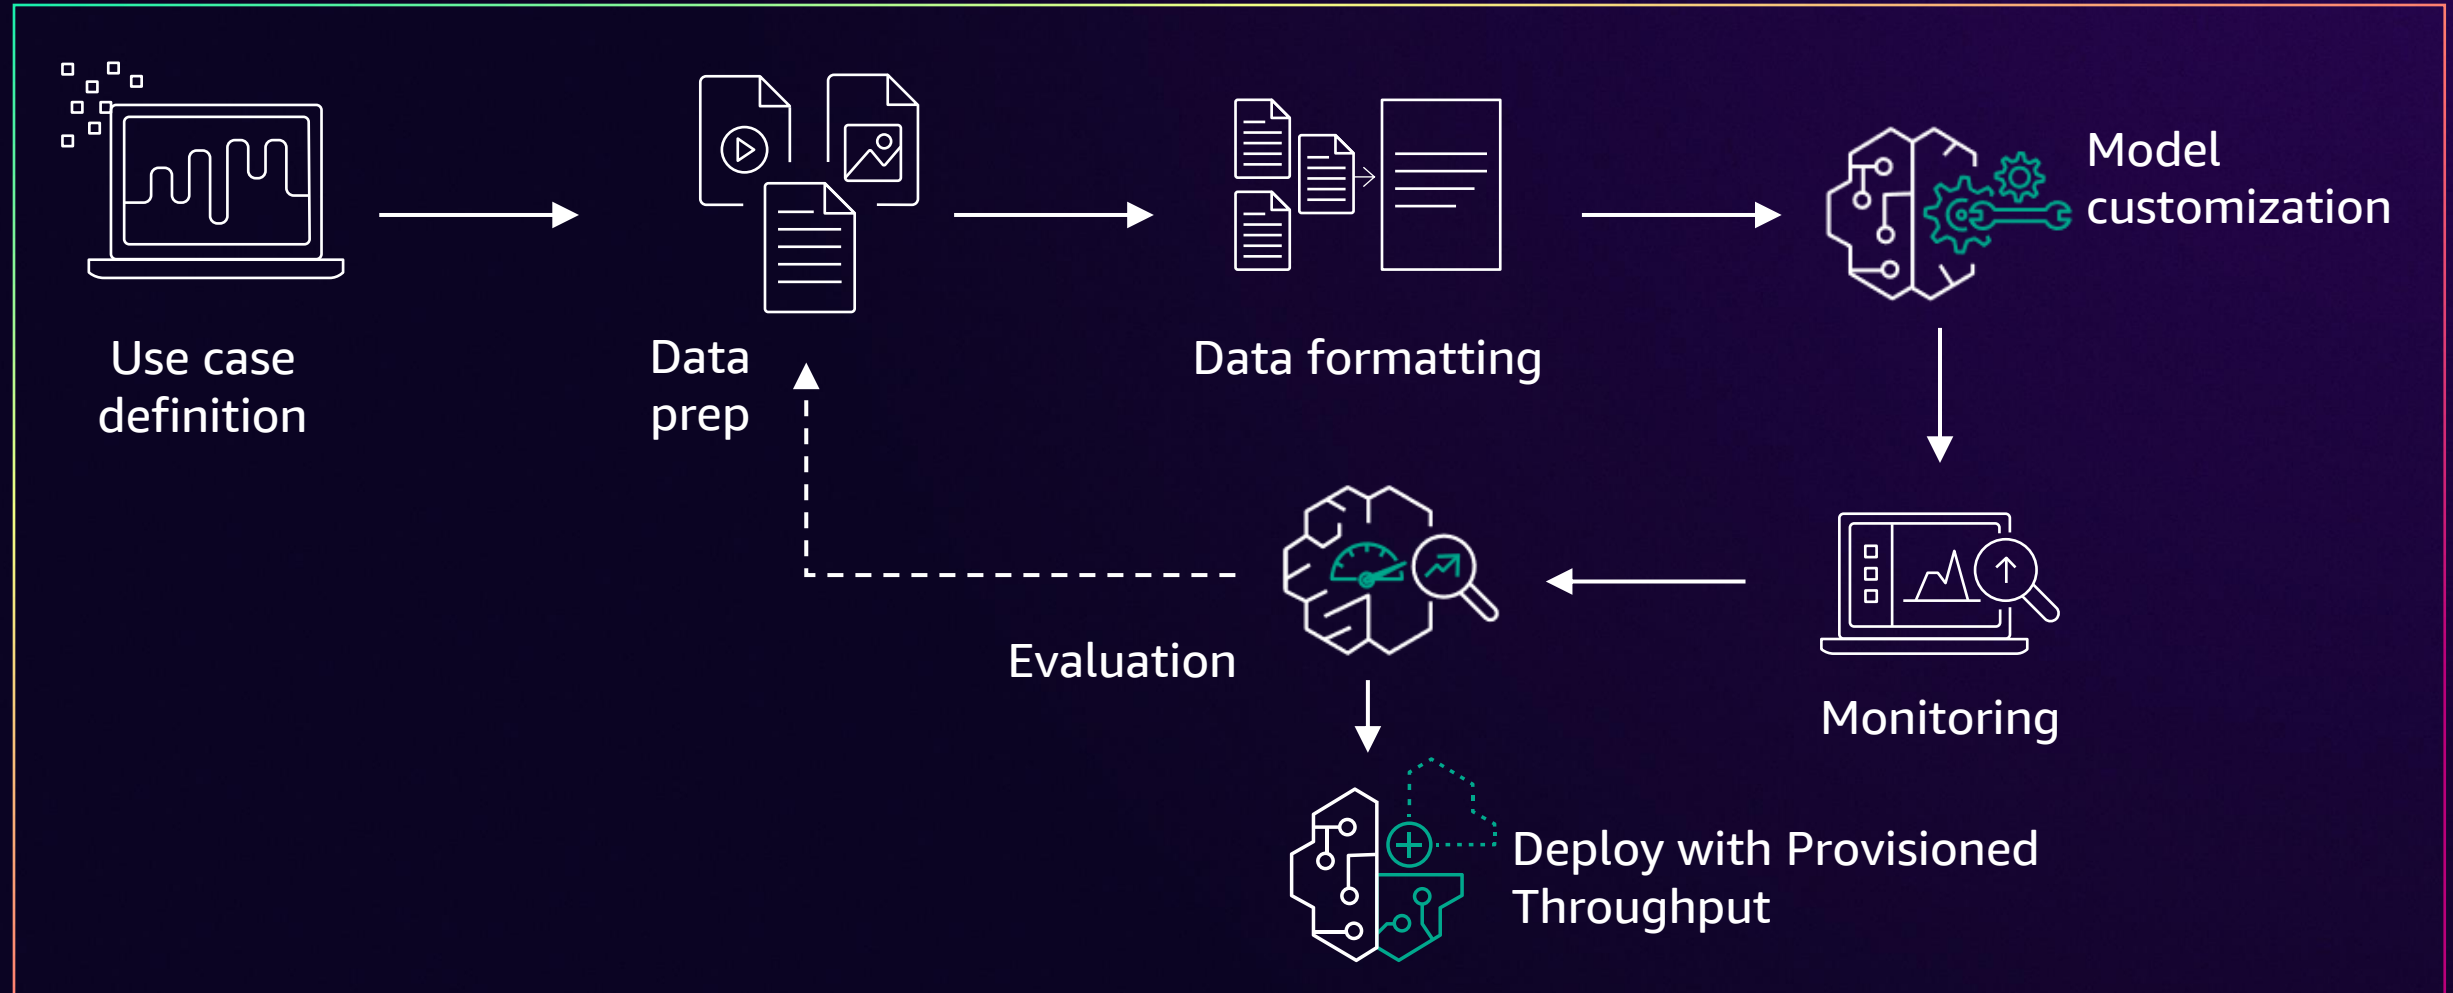 Use case
definition
Data
prep
Data formatting
Model
customization
Evaluation
Monitoring
Deploy with Provisioned
Throughput